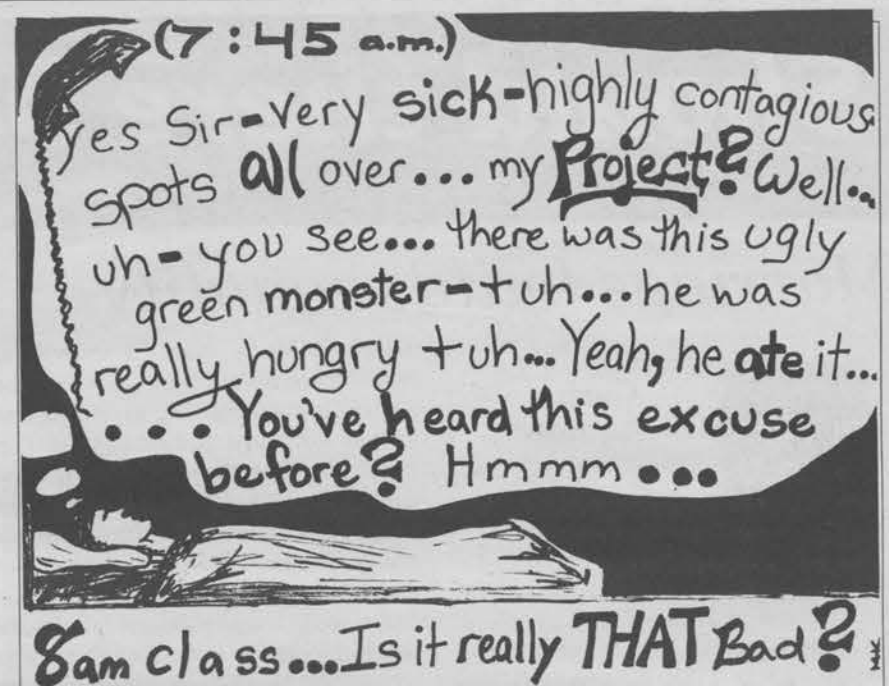 (7:45 a.m.)
yes Sir-Very sick-highly contagious
spots all over... my Project? Well...
uh-you see... there was this ugly
green monster-+uh...he was
really hungry +uh... Yeah, he ate it...
... You've heard this excuse
before? Hmmm...
8am class...Is it really THAT Bad?